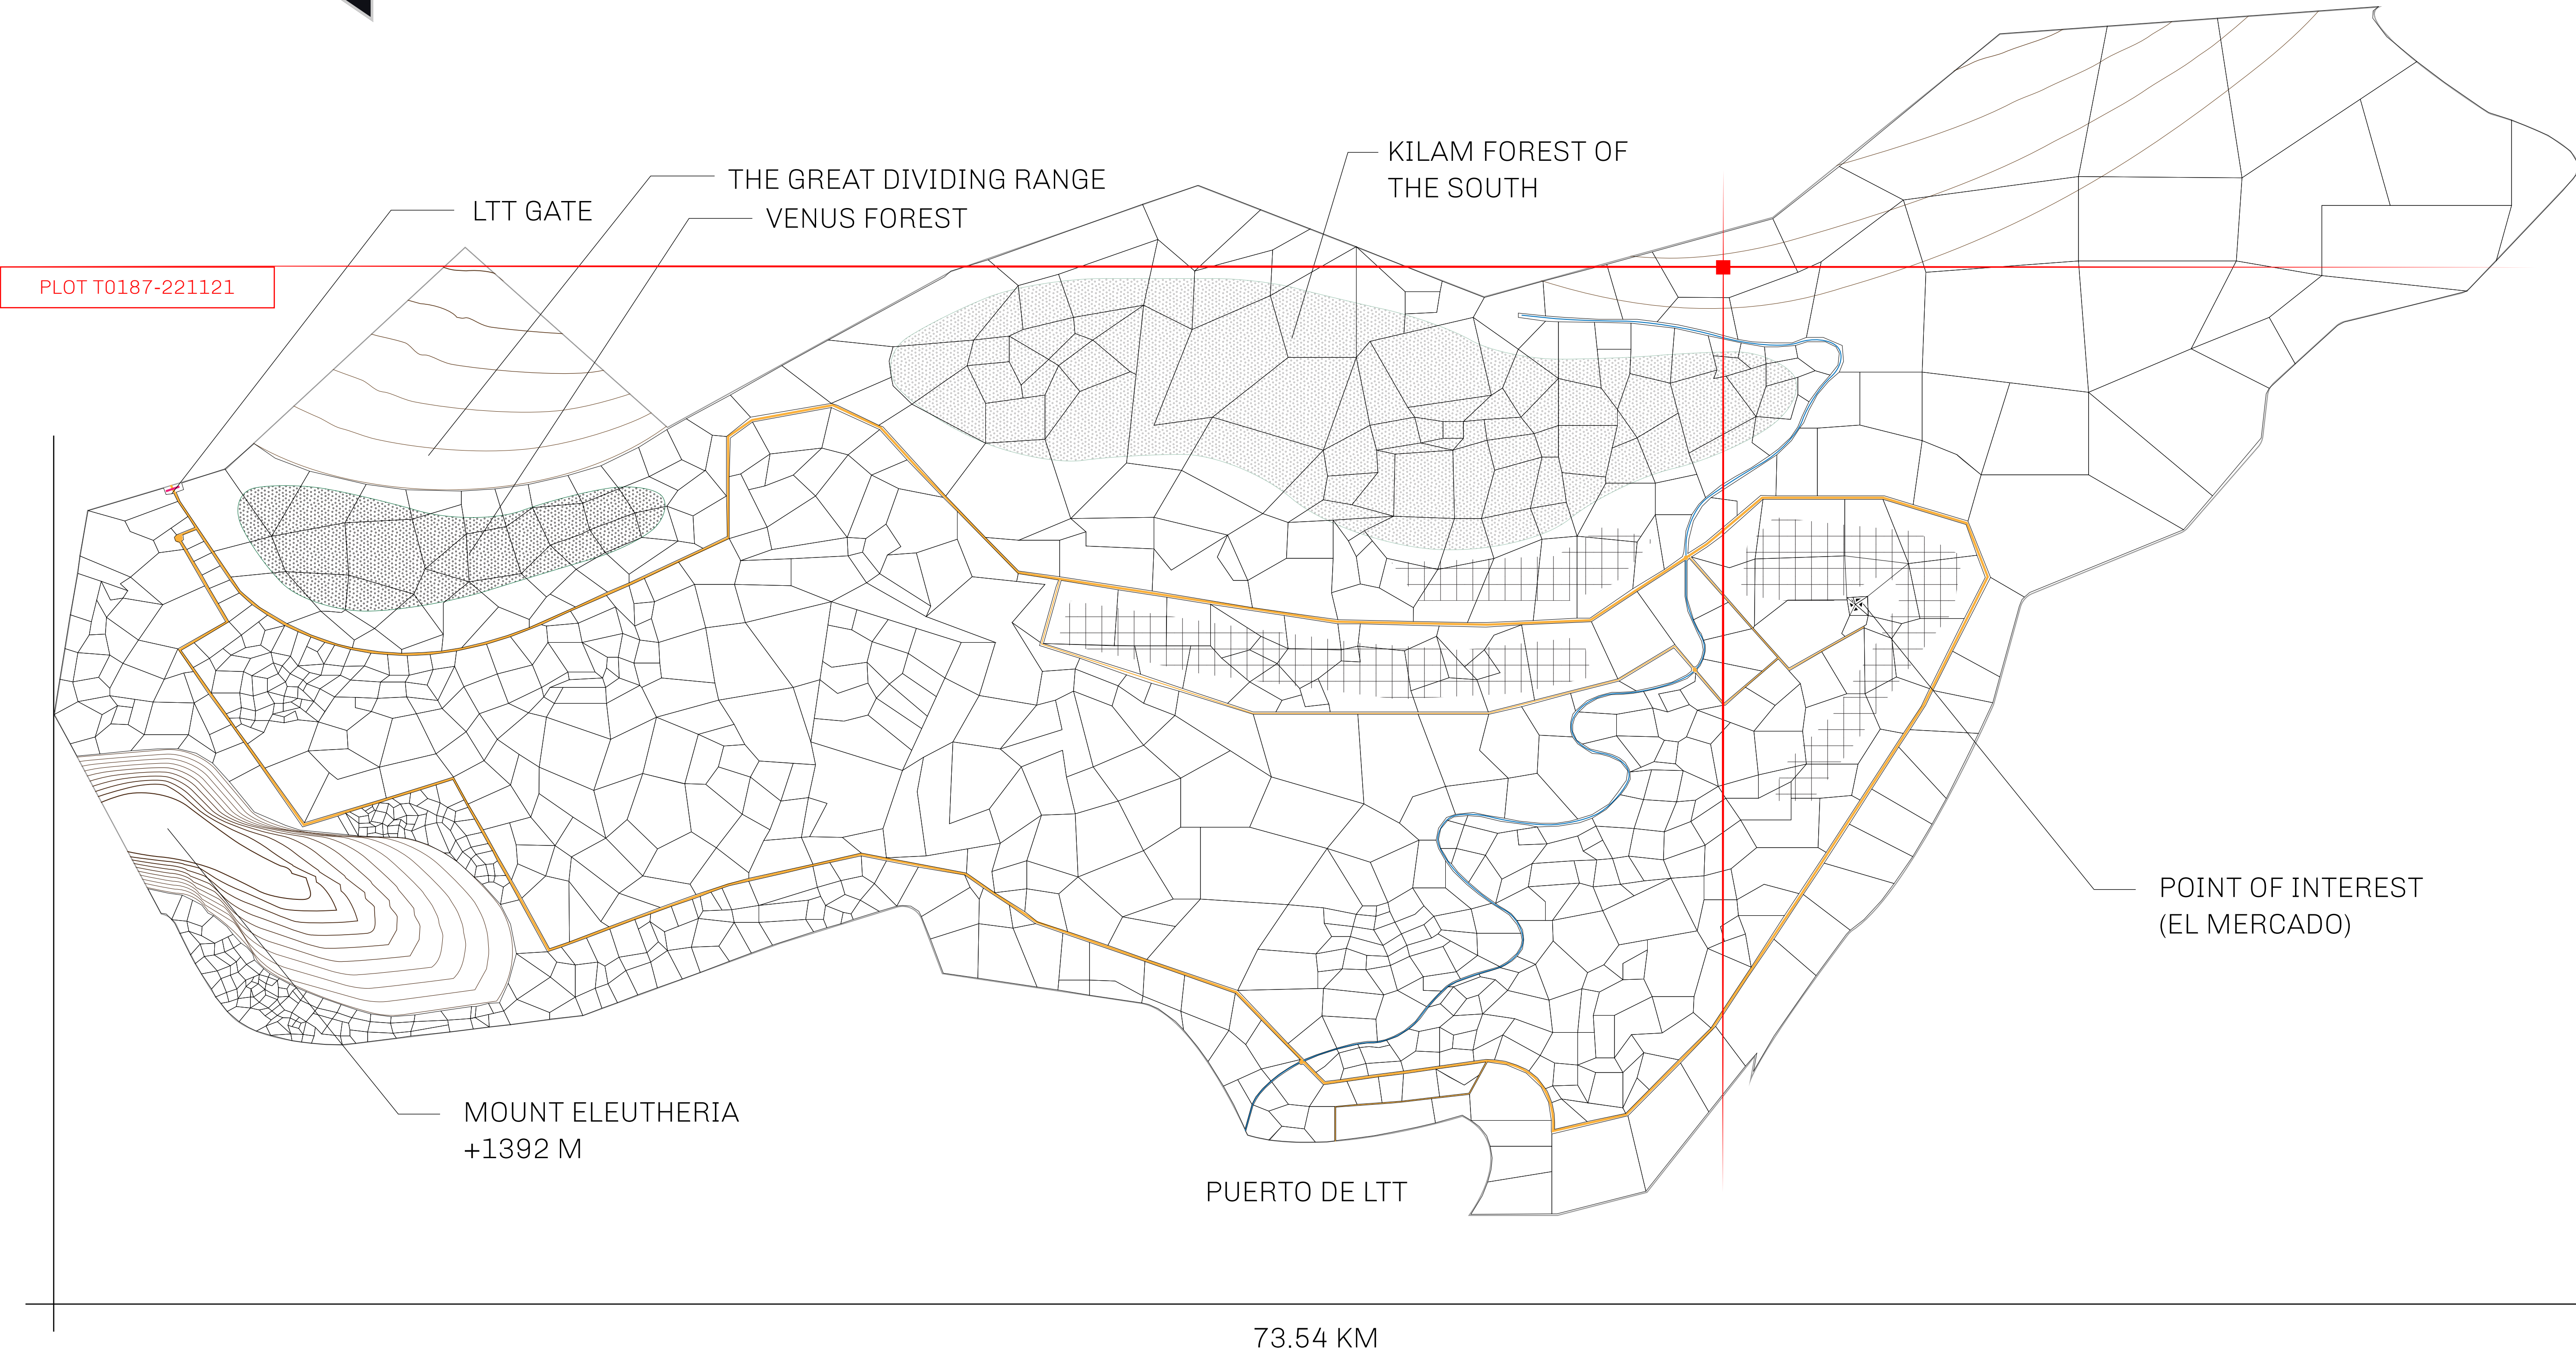 KILAM FOREST OF
THE SOUTH
THE GREAT DIVIDING RANGE
LTT GATE
VENUS FOREST
PLOT T0187-221121
POINT OF INTEREST
(EL MERCADO)
MOUNT ELEUTHERIA
+1392 M
PUERTO DE LTT
73.54 KM